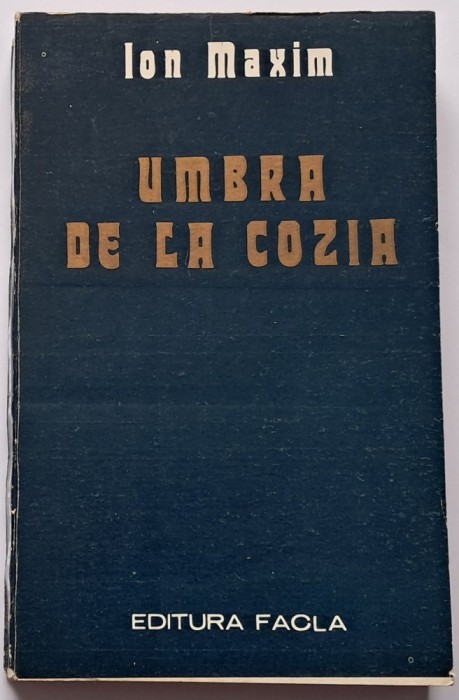 Ion Maxim
UMBRA
DE LA COZIA
EDITURA FACLA